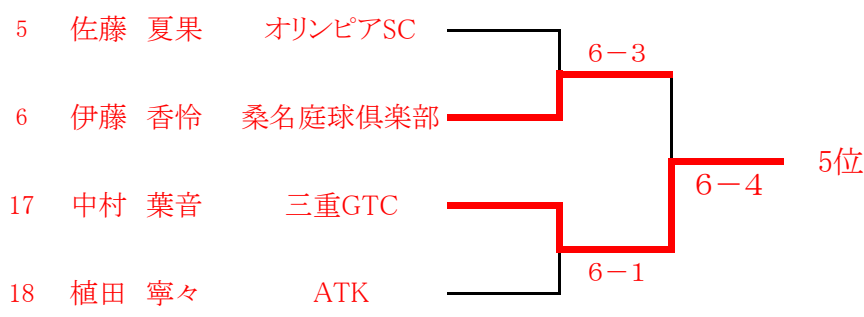 5 佐藤 夏果 オリンピアSC
6－3
6 伊藤 香怜 桑名庭球倶楽部
5位
6－4
17 中村 葉音 三重GTC
6－1
18 植田 寧々 ATK